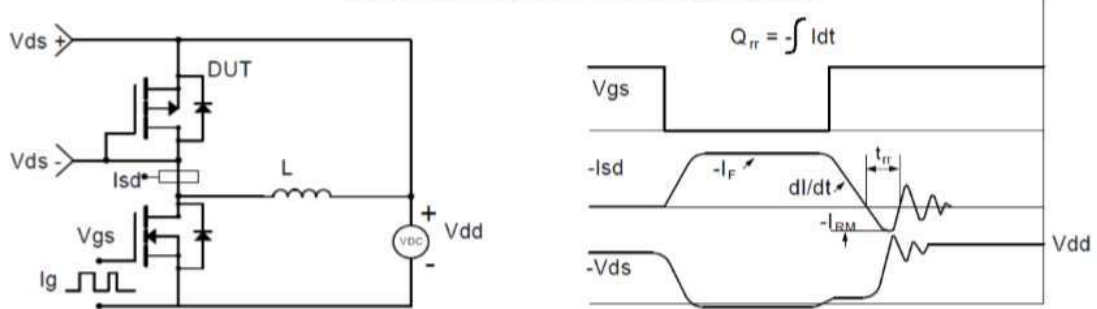 Vds +
DUT
Vds -
Isd
L
Vgs
Ig
+
VDC
-
Vdd
Qrr = -∫ Idt
Vgs
-Isd
-IF
dI/dt
trr
-IRM
-Vds
Vdd